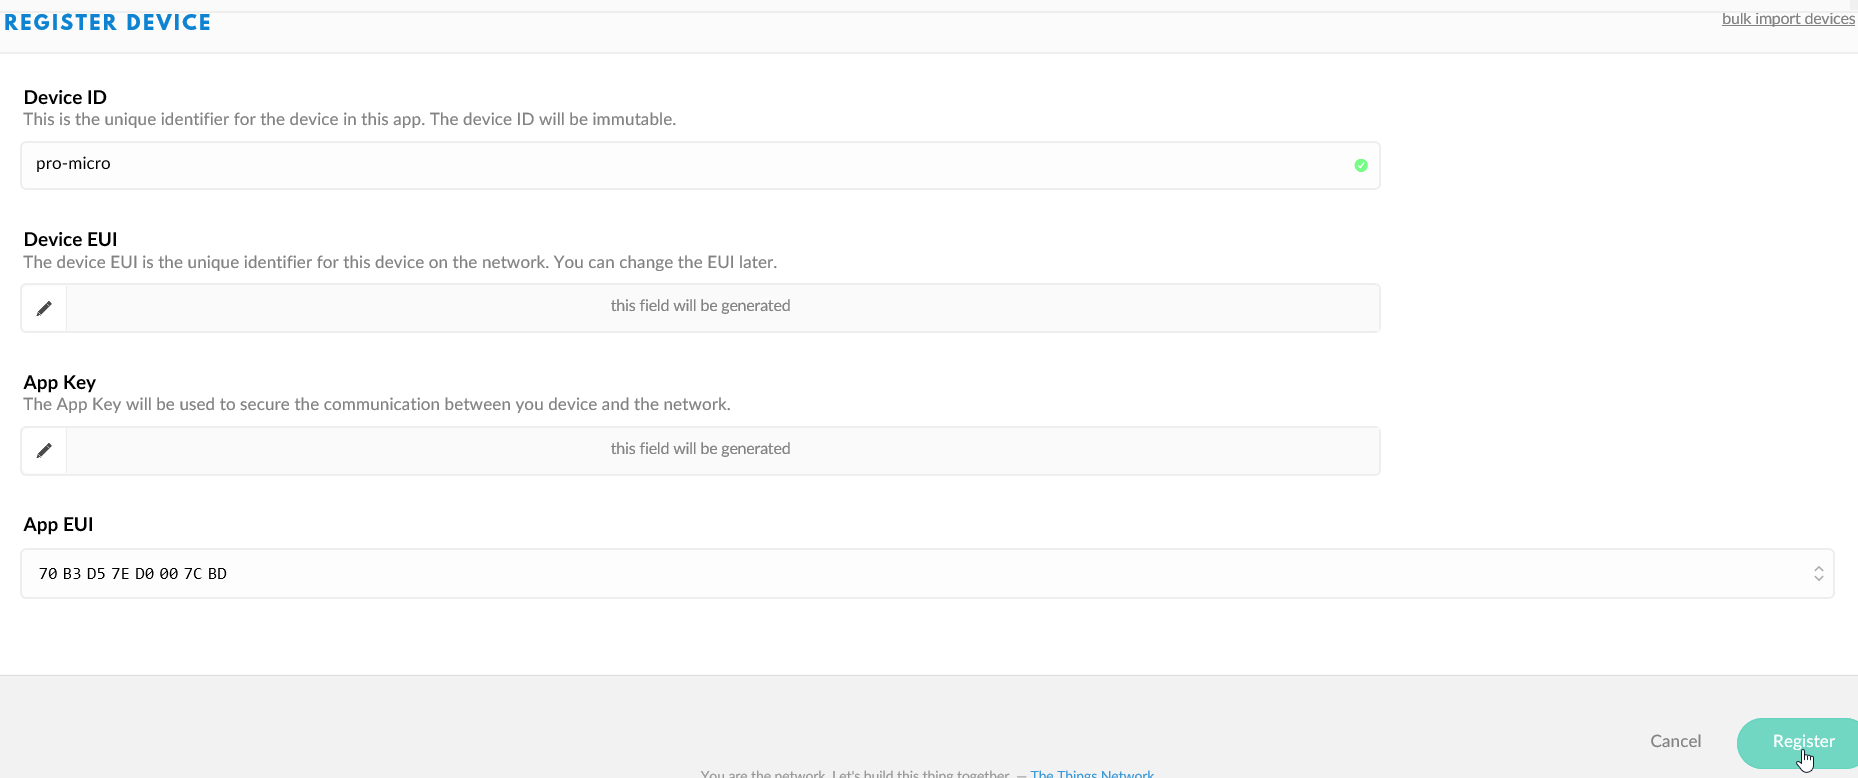 REGISTER DEVICE
bulk import devices
Device ID
This is the unique identifier for the device in this app. The device ID will be immutable.
pro-micro
Device EUI
The device EUI is the unique identifier for this device on the network. You can change the EUI later.
this field will be generated
App Key
The App Key will be used to secure the communication between you device and the network.
this field will be generated
App EUI
70 B3 D5 7E D0 00 7C BD
Cancel
Register
You are the network. Let's build this thing together. — The Things Network